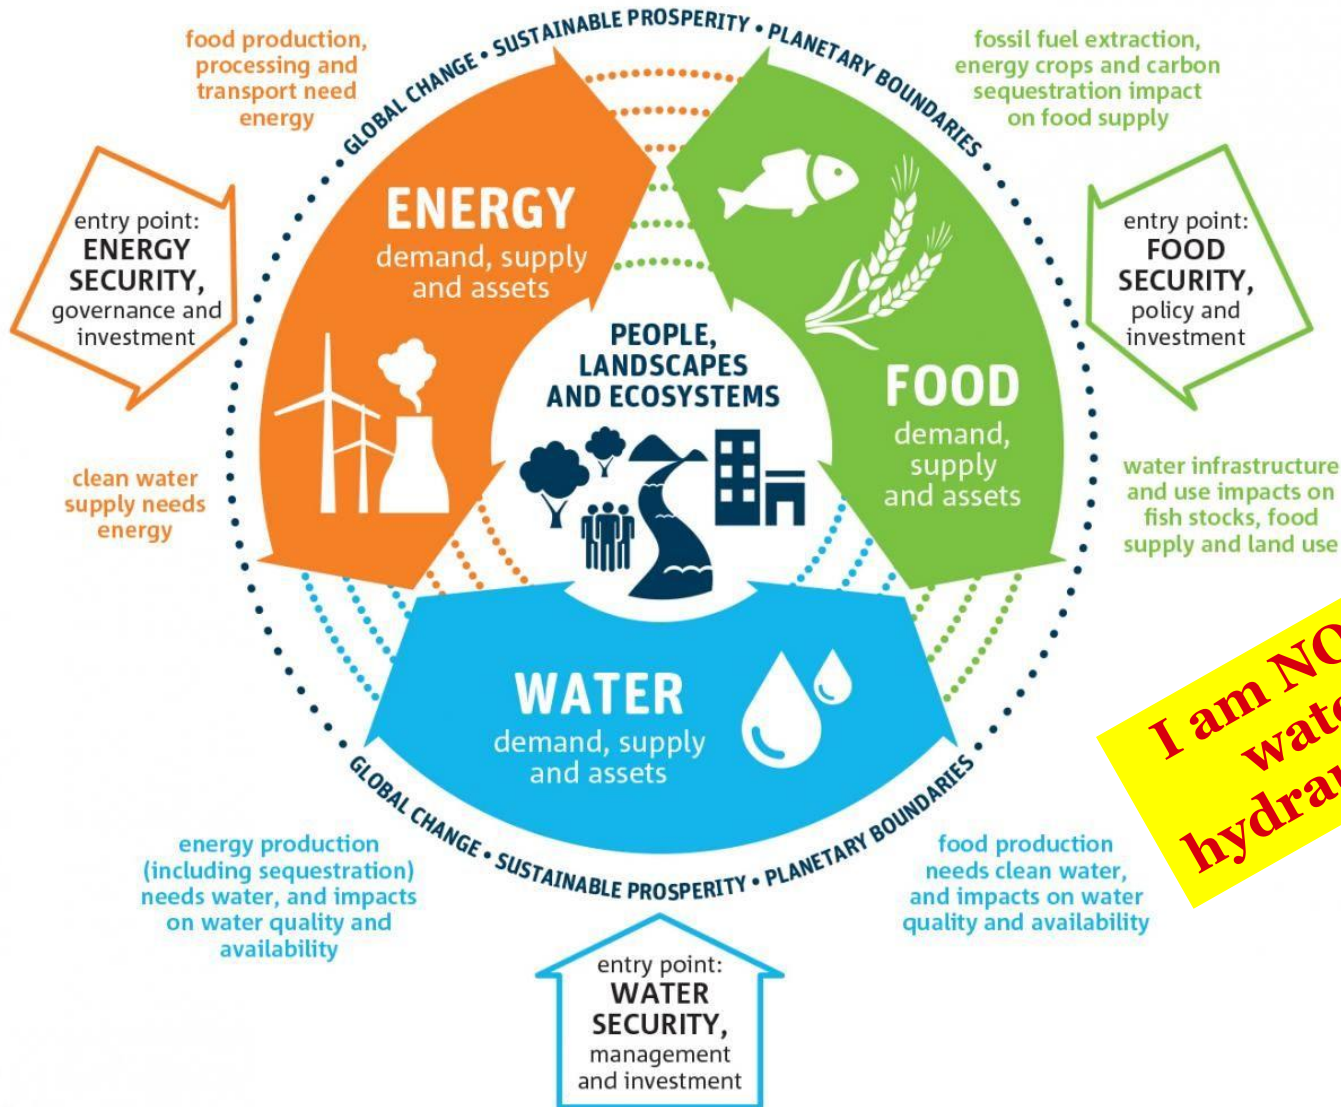 GLOBAL CHANGE • SUSTAINABLE PROSPERITY • PLANETARY BOUNDARIES
food production,
processing and
transport need
energy
fossil fuel extraction,
energy crops and carbon
sequestration impact
on food supply
entry point:
ENERGY
SECURITY,
governance and
investment
ENERGY
demand, supply
and assets
entry point:
FOOD
SECURITY,
policy and
investment
PEOPLE,
LANDSCAPES
AND ECOSYSTEMS
FOOD
demand,
supply
and assets
clean water
supply needs
energy
water infrastructure
and use impacts on
fish stocks, food
supply and land use
I am
WATER
demand, supply
and assets
GLOBAL CHANGE • SUSTAINABLE PROSPERITY • PLANETARY BOUNDARIES
energy production
(including sequestration)
needs water, and impacts
on water quality and
availability
food production
needs clean water,
and impacts on water
quality and availability
entry point:
WATER
SECURITY,
management
and investment